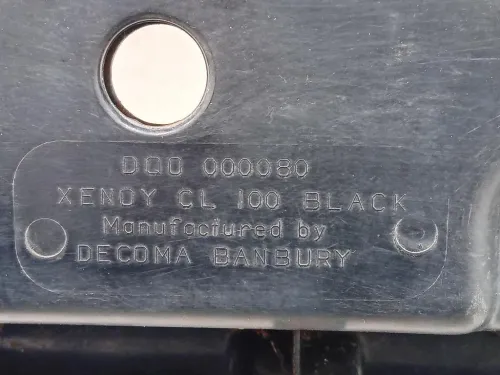 DQD 000080
XENOY CL 100 BLACK
Manufactured by
DECOMA BANBURY